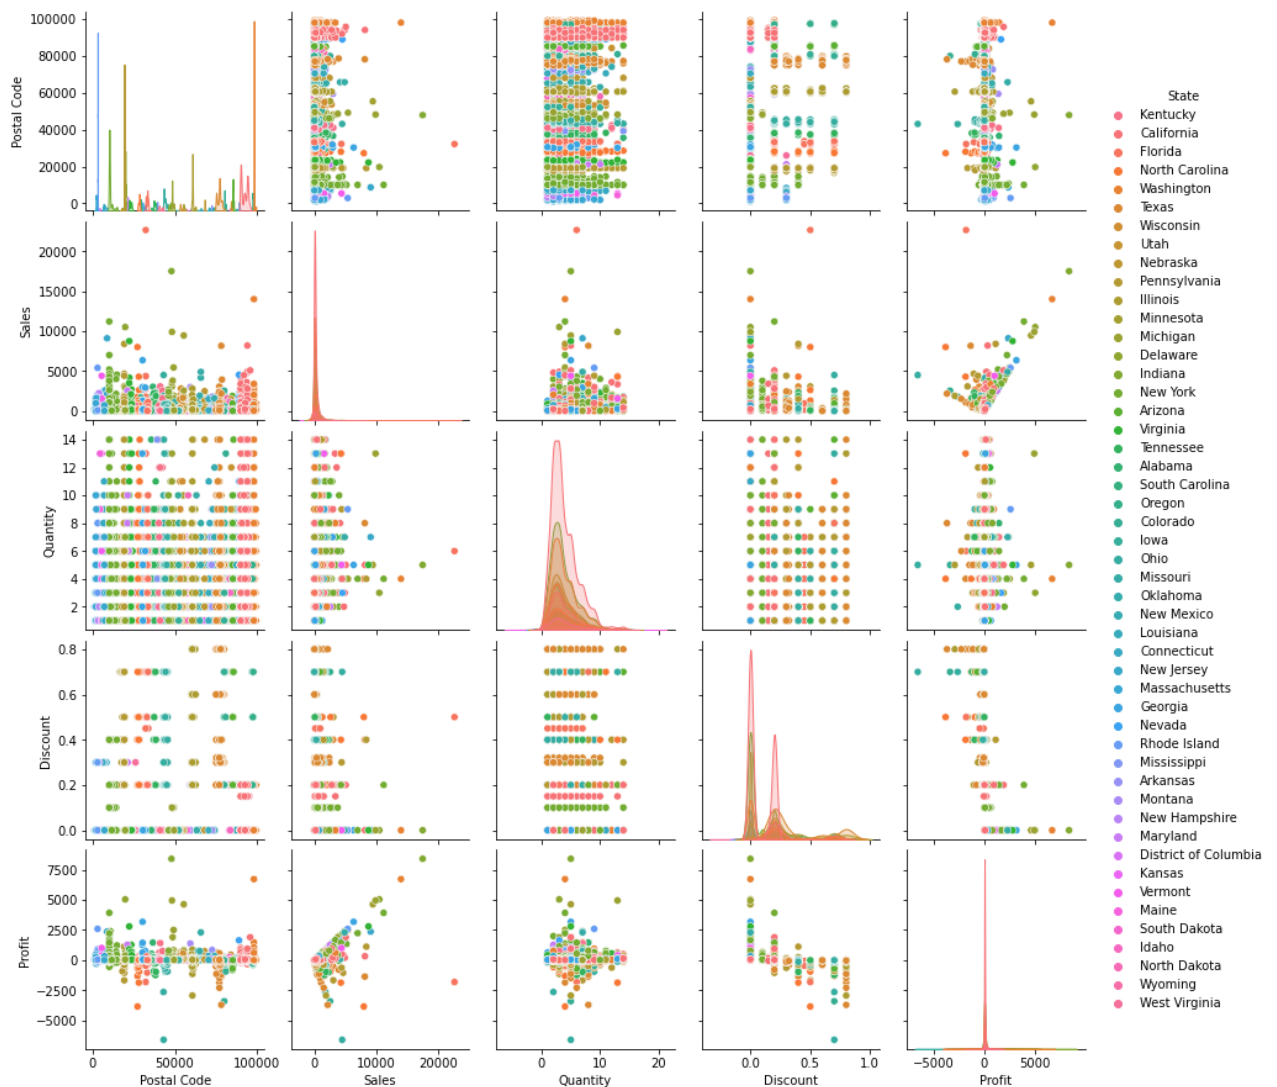 100000
80000
60000
40000
20000
0
Postal Code
20000
15000
10000
5000
0
Sales
14
12
10
8
6
4
2
Quantity
0.8
0.6
0.4
0.2
0.0
Discount
7500
5000
2500
0
−2500
−5000
Profit
0 50000 100000
Postal Code
0 10000 20000
Sales
0 10 20
Quantity
0.0 0.5 1.0
Discount
−5000 0 5000
Profit
State
Kentucky
California
Florida
North Carolina
Washington
Texas
Wisconsin
Utah
Nebraska
Pennsylvania
Illinois
Minnesota
Michigan
Delaware
Indiana
New York
Arizona
Virginia
Tennessee
Alabama
South Carolina
Oregon
Colorado
Iowa
Ohio
Missouri
Oklahoma
New Mexico
Louisiana
Connecticut
New Jersey
Massachusetts
Georgia
Nevada
Rhode Island
Mississippi
Arkansas
Montana
New Hampshire
Maryland
District of Columbia
Kansas
Vermont
Maine
South Dakota
Idaho
North Dakota
Wyoming
West Virginia